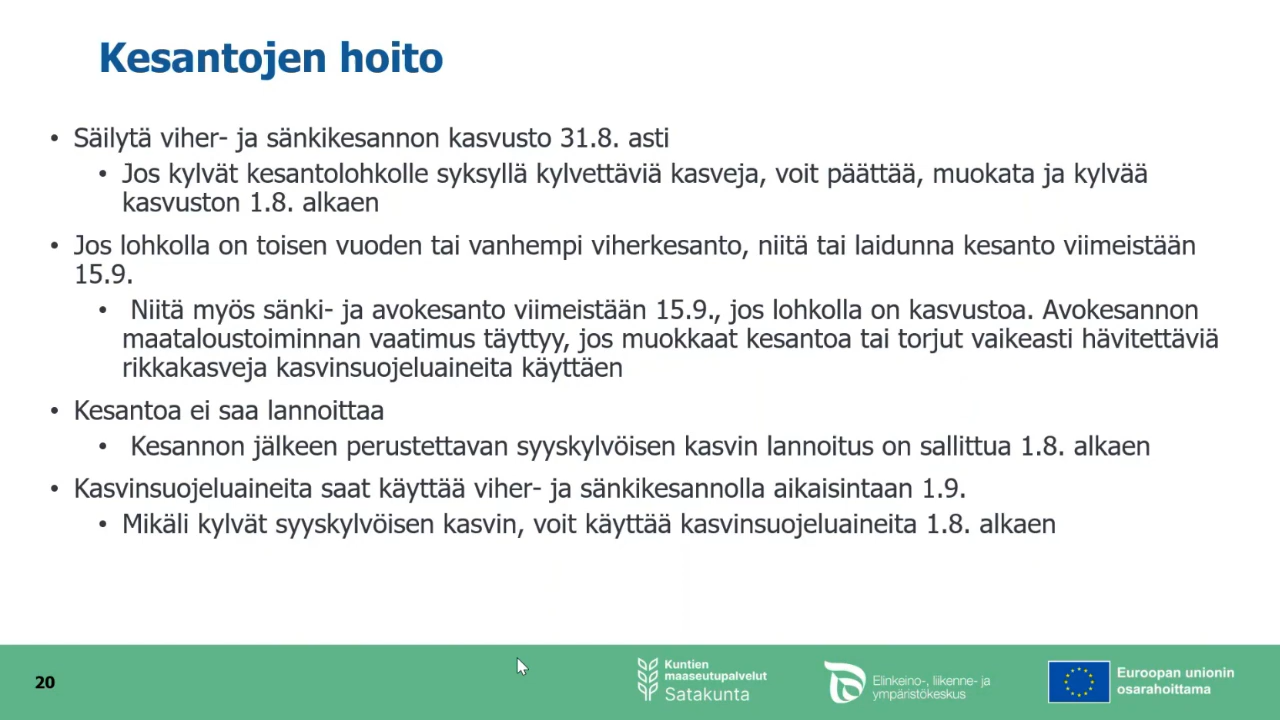 Kesantojen hoito
• Säilytä viher- ja sänkikesannon kasvusto 31.8. asti
• Jos kylvät kesantolohkolle syksyllä kylvettäviä kasveja, voit päättää, muokata ja kylvää
kasvuston 1.8. alkaen
• Jos lohkolla on toisen vuoden tai vanhempi viherkesanto, niitä tai laidunna kesanto viimeistään
15.9.
• Niitä myös sänki- ja avokesanto viimeistään 15.9., jos lohkolla on kasvustoa. Avokesannon
maataloustoiminnan vaatimus täyttyy, jos muokkaat kesantoa tai torjut vaikeasti hävitettäviä
rikkakasveja kasvinsuojeluaineita käyttäen
• Kesantoa ei saa lannoittaa
• Kesannon jälkeen perustettavan syyskylvöisen kasvin lannoitus on sallittua 1.8. alkaen
• Kasvinsuojeluaineita saat käyttää viher- ja sänkikesannolla aikaisintaan 1.9.
• Mikäli kylvät syyskylvöisen kasvin, voit käyttää kasvinsuojeluaineita 1.8. alkaen
20
Kuntien
maaseutupalvelut
Satakunta
Elinkeino-, liikenne- ja
ympäristökeskus
Euroopan unionin
osarahoittama